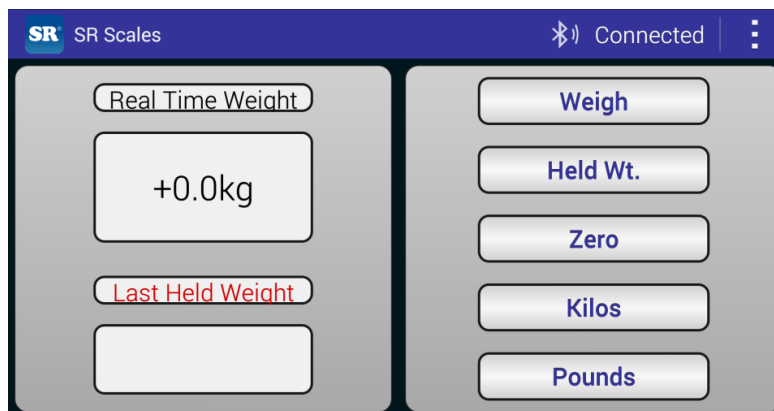 SR SR Scales Connected
Real Time Weight
+0.0kg
Last Held Weight
Weigh
Held Wt.
Zero
Kilos
Pounds